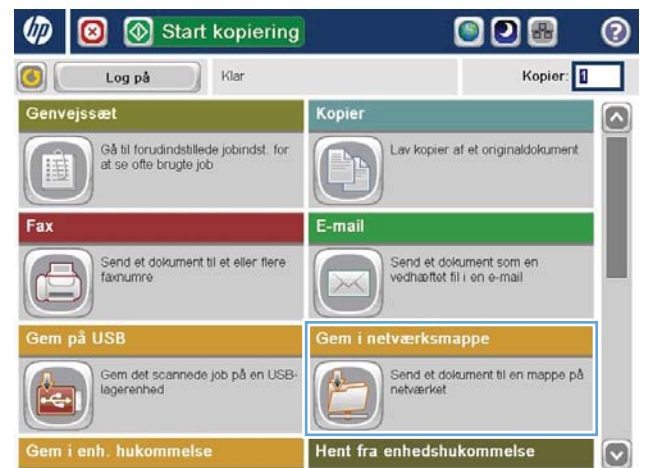 hp
Start kopiering
?
Log på
Klar
Kopier: 1
Genvejssæt
Gå til forudindstillede jobindst. for
at se ofte brugte job
Kopier
Lav kopier af et originaldokument
Fax
Send et dokument til et eller flere
faxnumre
E-mail
Send et dokument som en
vedhæftet fil i en e-mail
Gem på USB
Gem det scannede job på en USB-
lagerenhed
Gem i netværksmappe
Send et dokument til en mappe på
netværket
Gem i enh. hukommelse
Hent fra enhedshukommelse